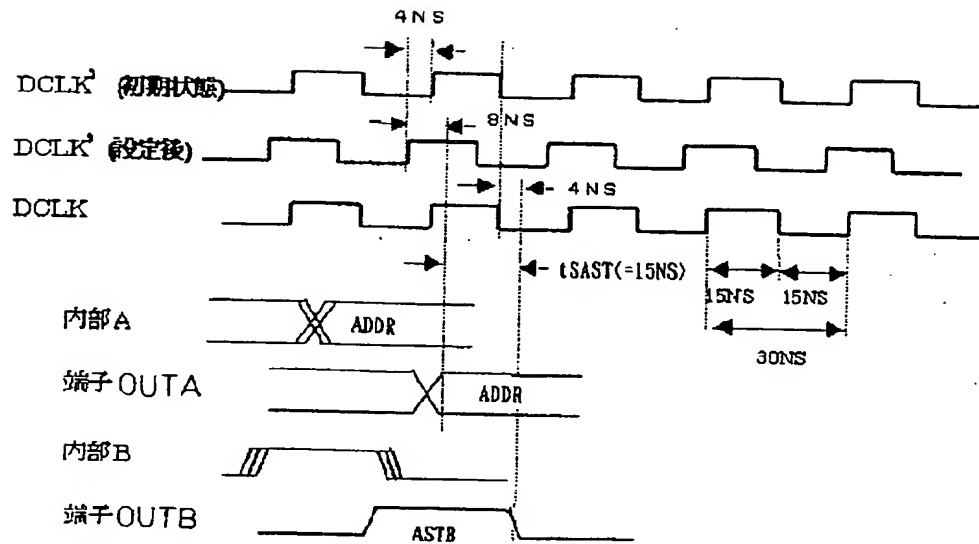 4NS
DCLK' (初期状態)
8NS
DCLK' (設定後)
4NS
DCLK
tSAST(=15NS)
15NS 15NS
30NS
内部A ADDR
端子OUTA ADDR
内部B
端子OUTB ASTB